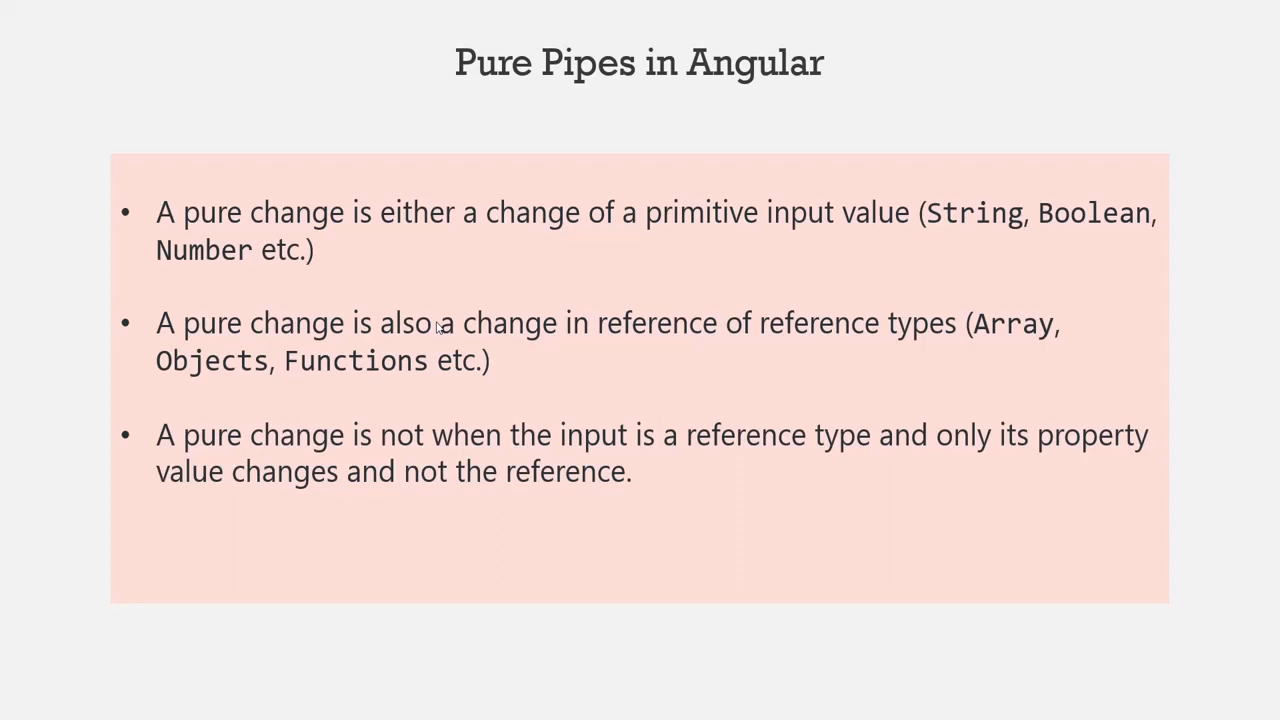 Pure Pipes in Angular
• A pure change is either a change of a primitive input value (String, Boolean,
Number etc.)
• A pure change is also a change in reference of reference types (Array,
Objects, Functions etc.)
• A pure change is not when the input is a reference type and only its property
value changes and not the reference.